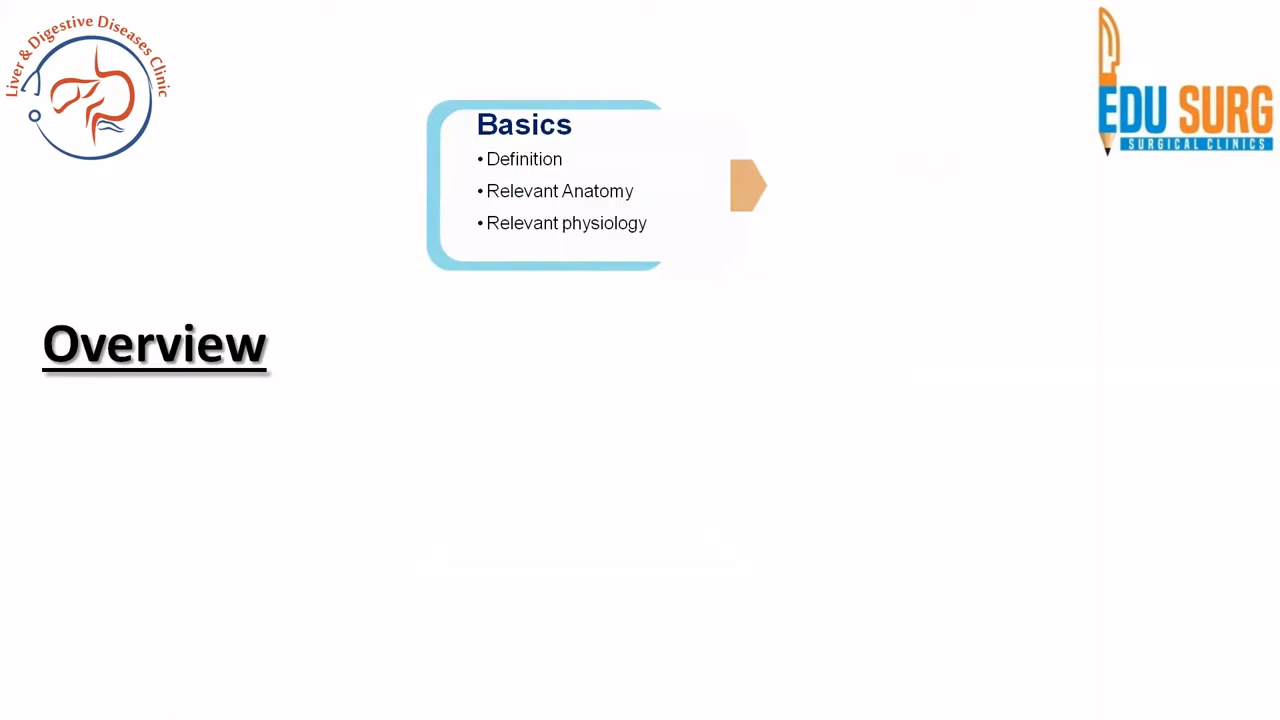 Liver & Digestive Diseases Clinic
EDU SURG
SURGICAL CLINICS
Basics
• Definition
• Relevant Anatomy
• Relevant physiology
Overview